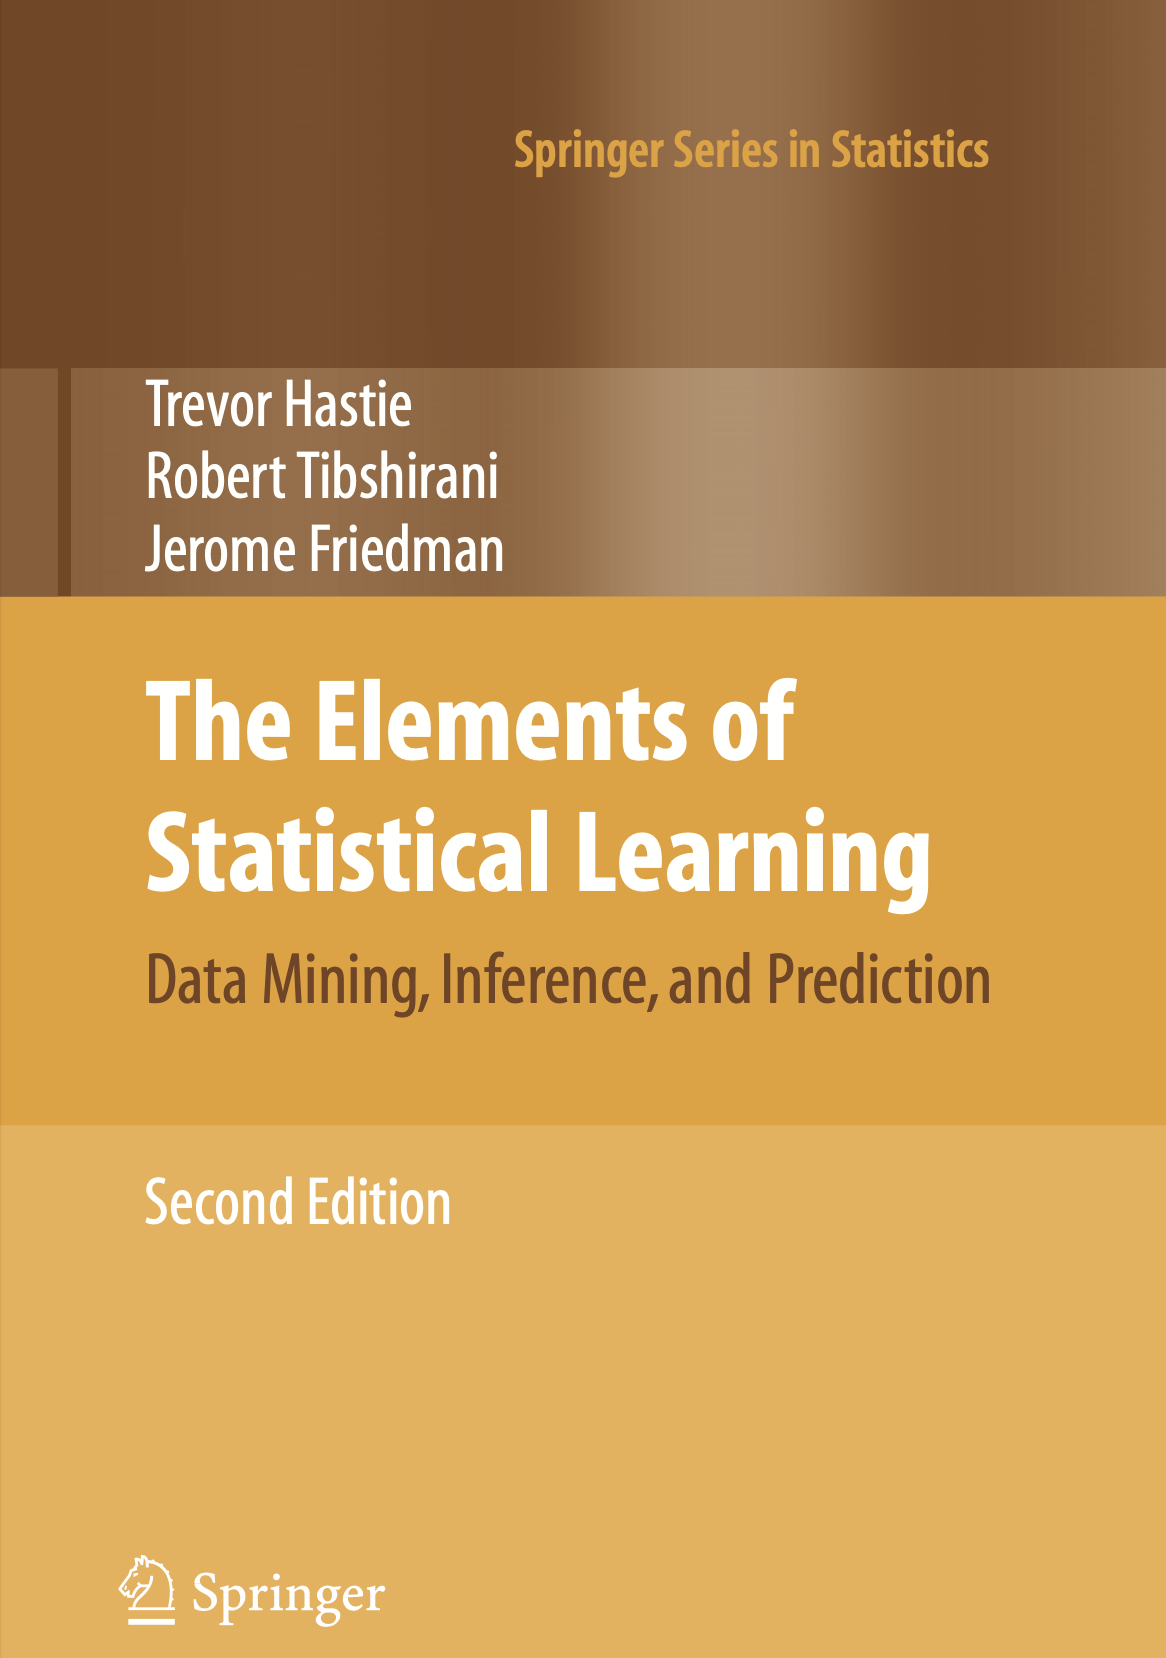 Springer Series in Statistics
Trevor Hastie
Robert Tibshirani
Jerome Friedman
The Elements of
Statistical Learning
Data Mining, Inference, and Prediction
Second Edition
Springer